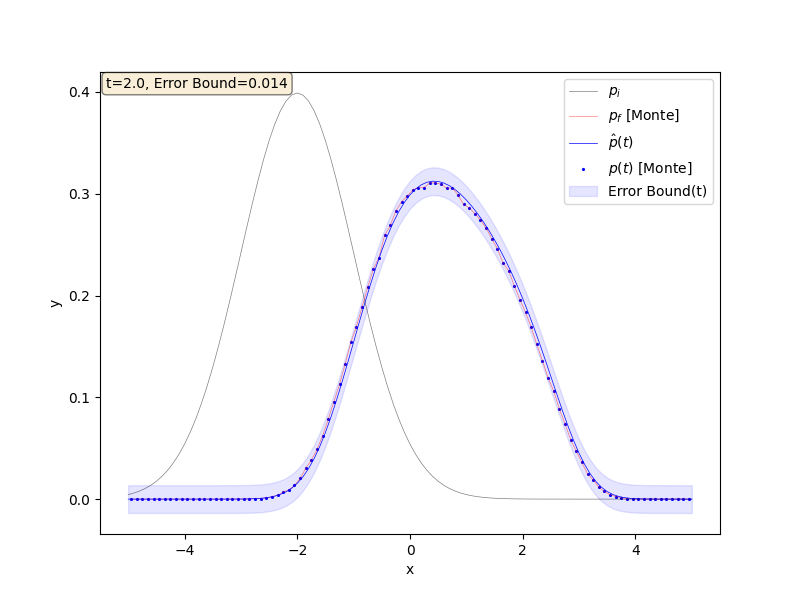 t=2.0, Error Bound=0.014
p_i
p_f [Monte]
p̂(t)
p(t) [Monte]
Error Bound(t)
y
0.4
0.3
0.2
0.1
0.0
−4
−2
0
2
4
x